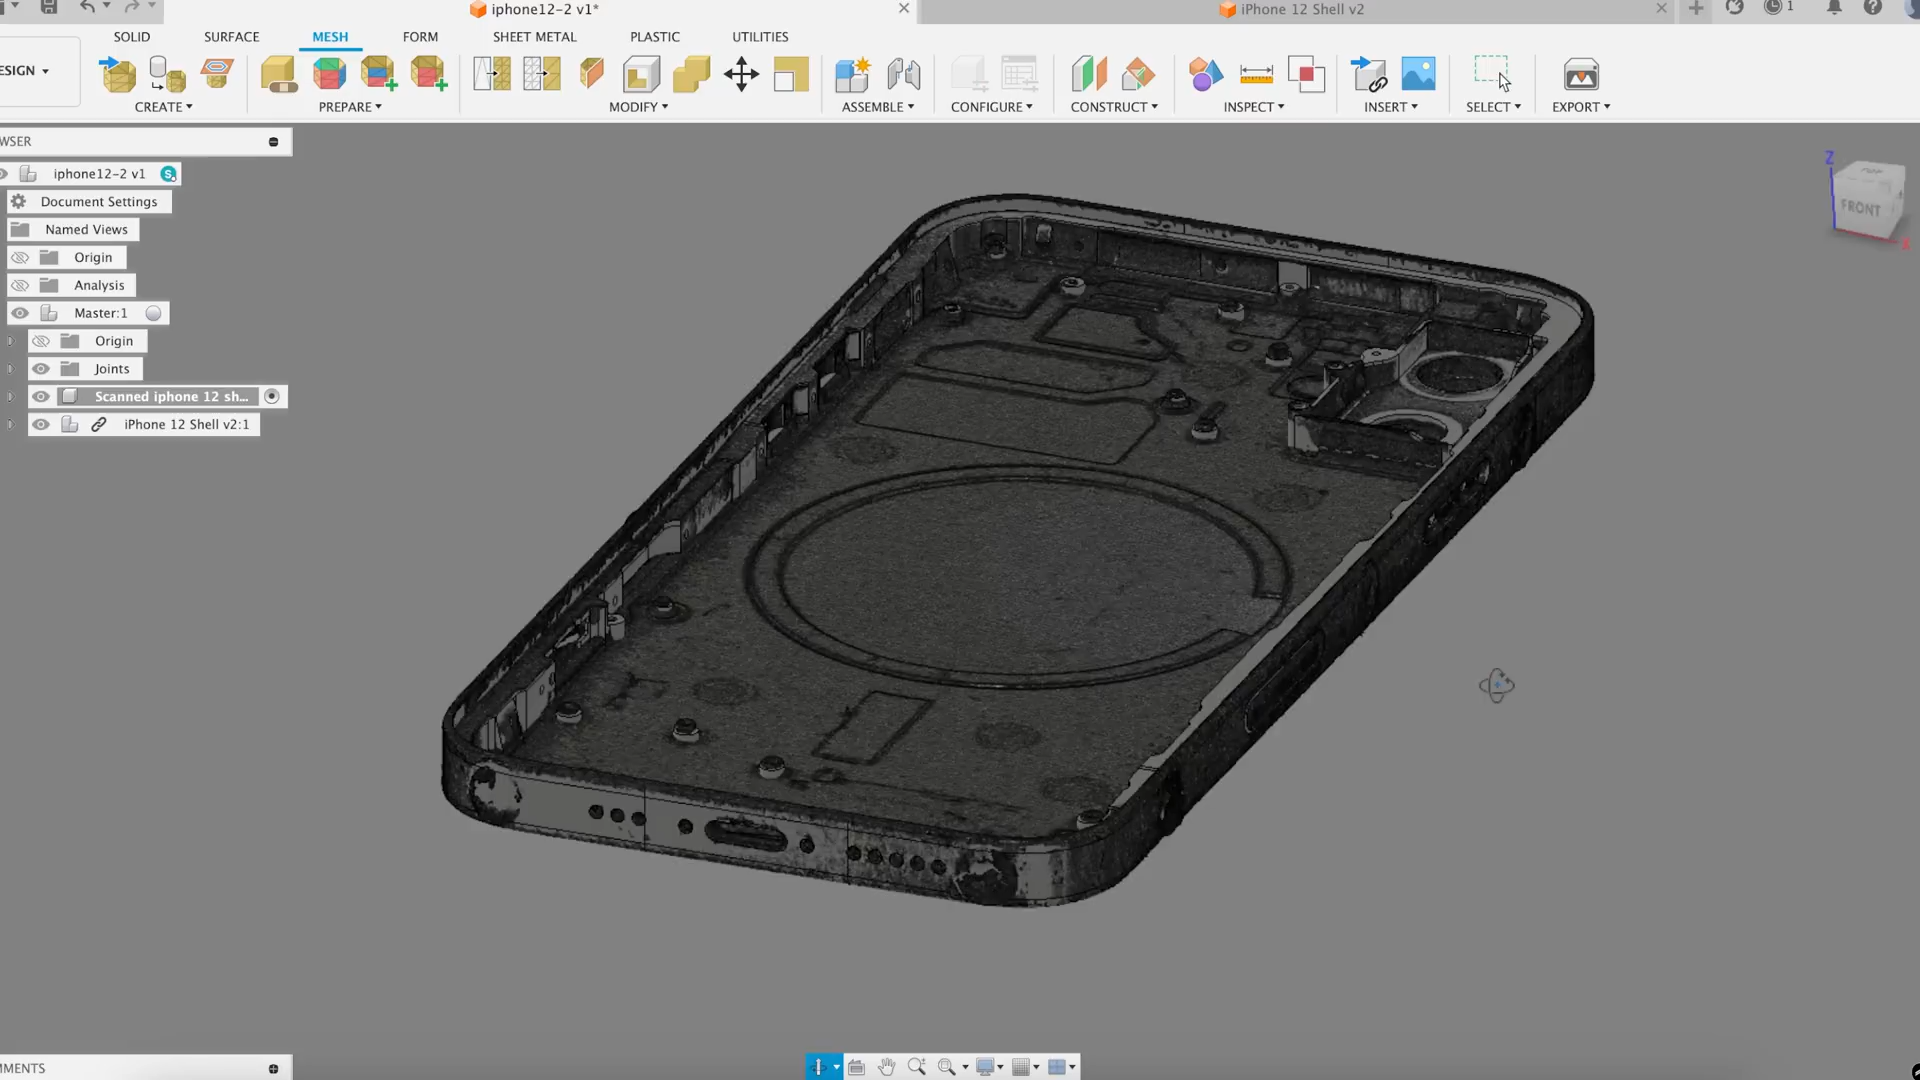 iphone12-2 v1*
iPhone 12 Shell v2
1
SOLID
SURFACE
MESH
FORM
SHEET METAL
PLASTIC
UTILITIES
ESIGN
CREATE
PREPARE
MODIFY
ASSEMBLE
CONFIGURE
CONSTRUCT
INSPECT
INSERT
SELECT
EXPORT
WSER
iphone12-2 v1
S
Document Settings
Named Views
Origin
Analysis
Master:1
Origin
Joints
Scanned iphone 12 sh...
iPhone 12 Shell v2:1
Z
TOP
FRONT
X
MMENTS